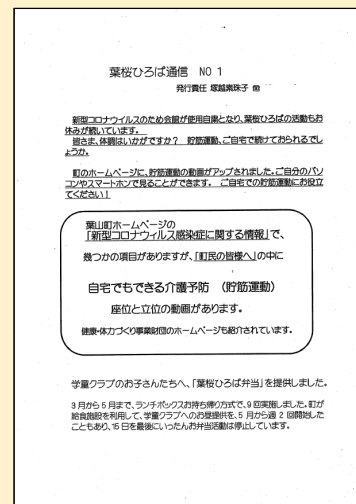 葉桜ひろば通信 NO 1
発行責任 塚越素珠子
新型コロナウイルスのため会館が使用自粛となり、葉桜ひろばの活動もお
休みが続いています。
皆さま、体調はいかがですか？ 貯筋運動、ご自宅で続けておられるでし
ょうか。
町のホームページに、貯筋運動の動画がアップされました。ご自分のパソ
コンやスマートホンで見ることができます。 ご自宅での貯筋運動にお役立
てください！
葉山町ホームページの
「新型コロナウィルス感染症に関する情報」で、
幾つかの項目がありますが、「町民の皆様へ」の中に
自宅でもできる介護予防 （貯筋運動）
座位と立位の動画があります。
健康・体力づくり事業財団のホームページも紹介されています。
学童クラブのお子さんたちへ、「葉桜ひろば弁当」を提供しました。
3月から5月まで、ランチボックスお持ち帰り方式で、9回実施しました。町が
給食施設を利用して、学童クラブへのお昼提供を、5月から週2回開始した
こともあり、15日を最後にいったんお弁当活動は停止しています。